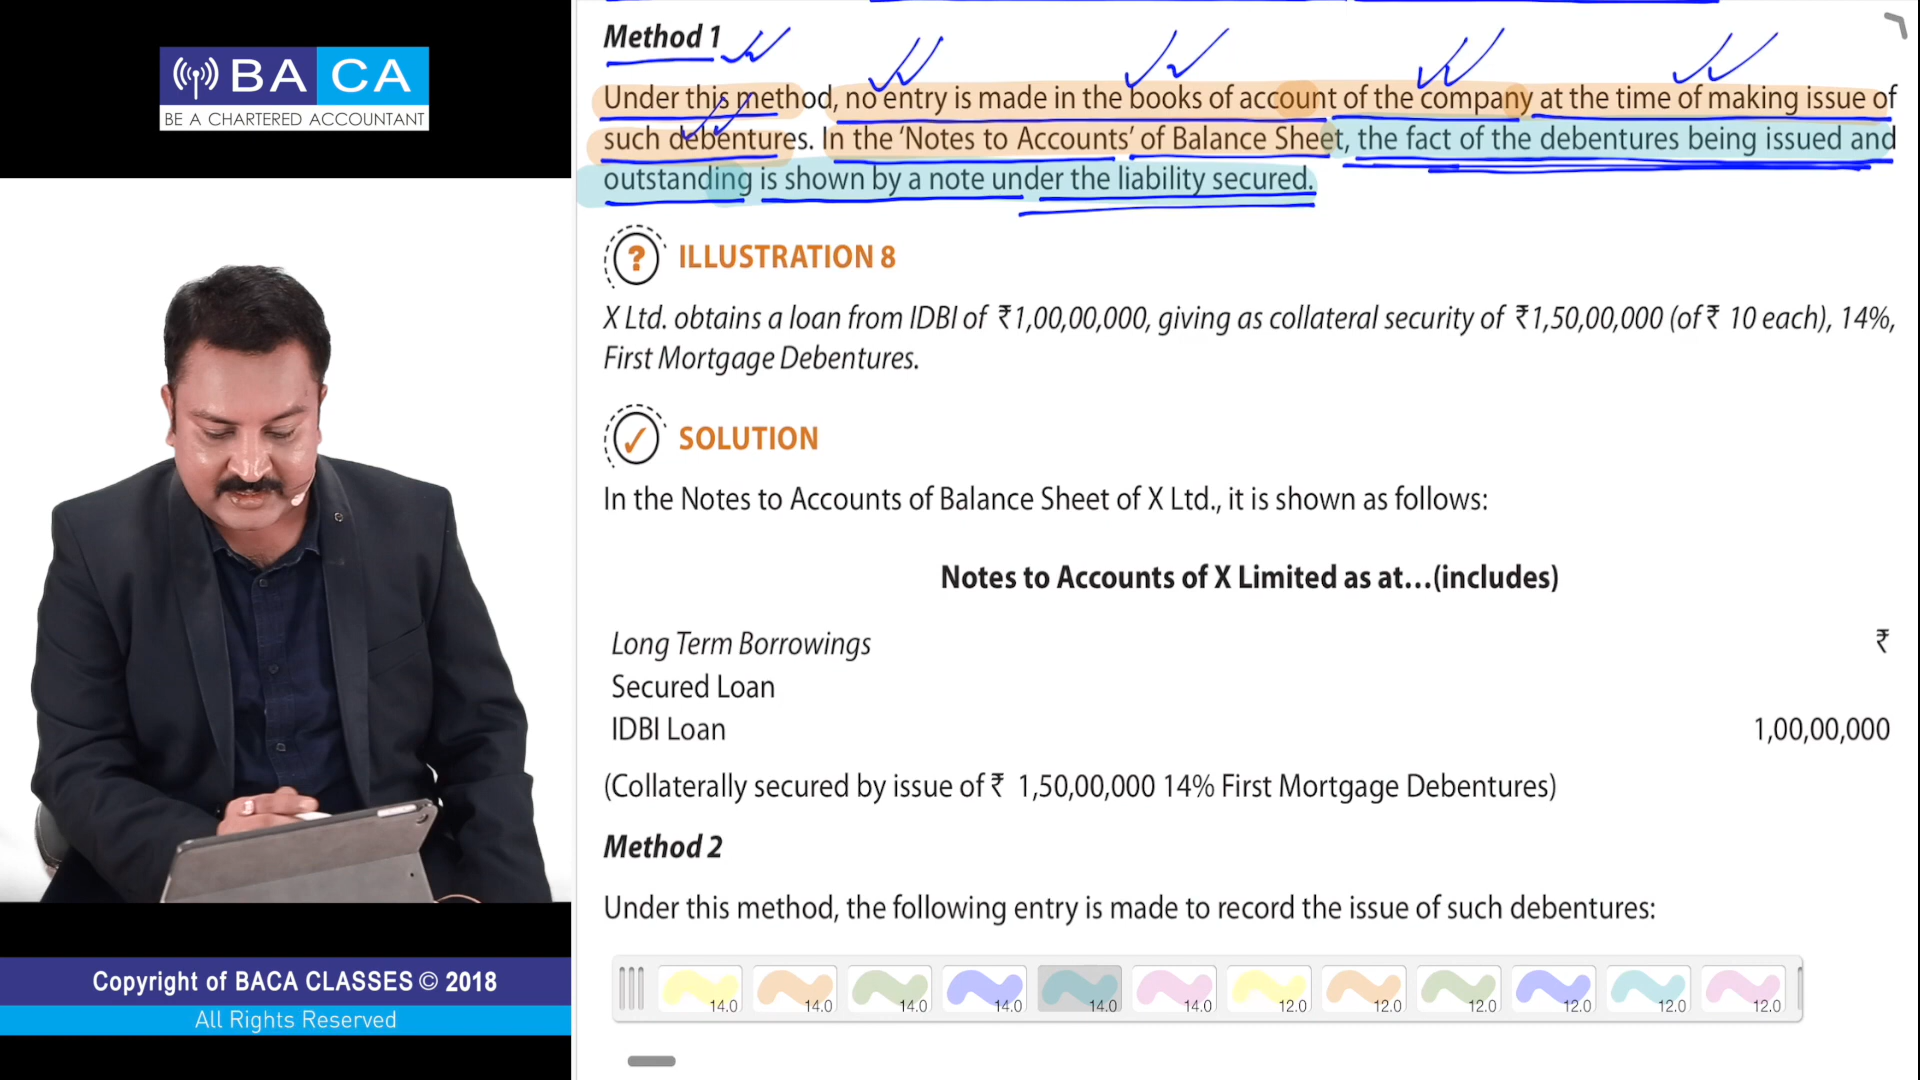 BA CA
BE A CHARTERED ACCOUNTANT
Method 1
Under this method, no entry is made in the books of account of the company at the time of making issue of
such debentures. In the ‘Notes to Accounts’ of Balance Sheet, the fact of the debentures being issued and
outstanding is shown by a note under the liability secured.
? ILLUSTRATION 8
X Ltd. obtains a loan from IDBI of ₹1,00,00,000, giving as collateral security of ₹1,50,00,000 (of ₹ 10 each), 14%,
First Mortgage Debentures.
SOLUTION
In the Notes to Accounts of Balance Sheet of X Ltd., it is shown as follows:
Notes to Accounts of X Limited as at…(includes)
Long Term Borrowings ₹
Secured Loan
IDBI Loan 1,00,00,000
(Collaterally secured by issue of ₹ 1,50,00,000 14% First Mortgage Debentures)
Method 2
Under this method, the following entry is made to record the issue of such debentures:
14.0 14.0 14.0 14.0 14.0 14.0 12.0 12.0 12.0 12.0 12.0 12.0
Copyright of BACA CLASSES © 2018
All Rights Reserved